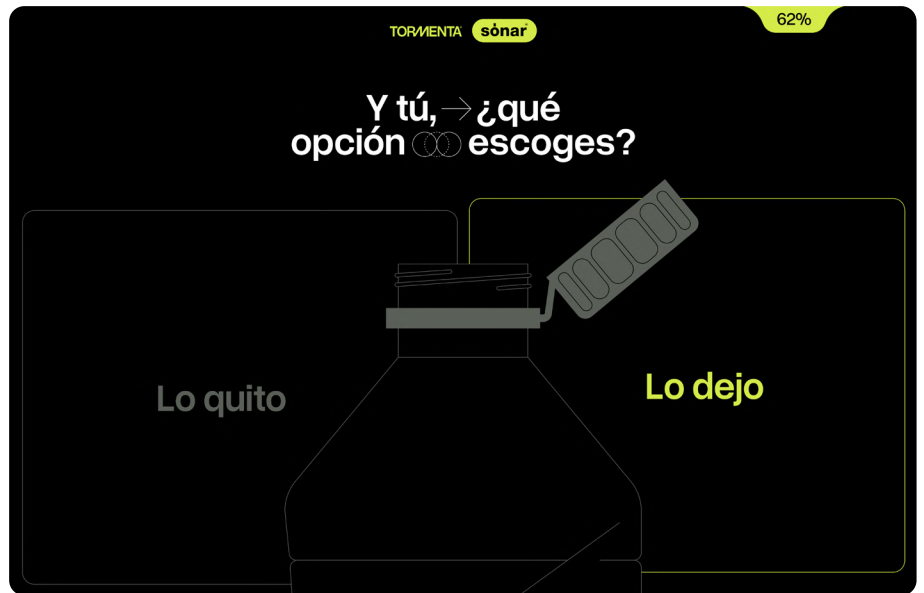 TORMENTA
sónar
62%
Y tú, → ¿qué
opción escoges?
Lo quito
Lo dejo